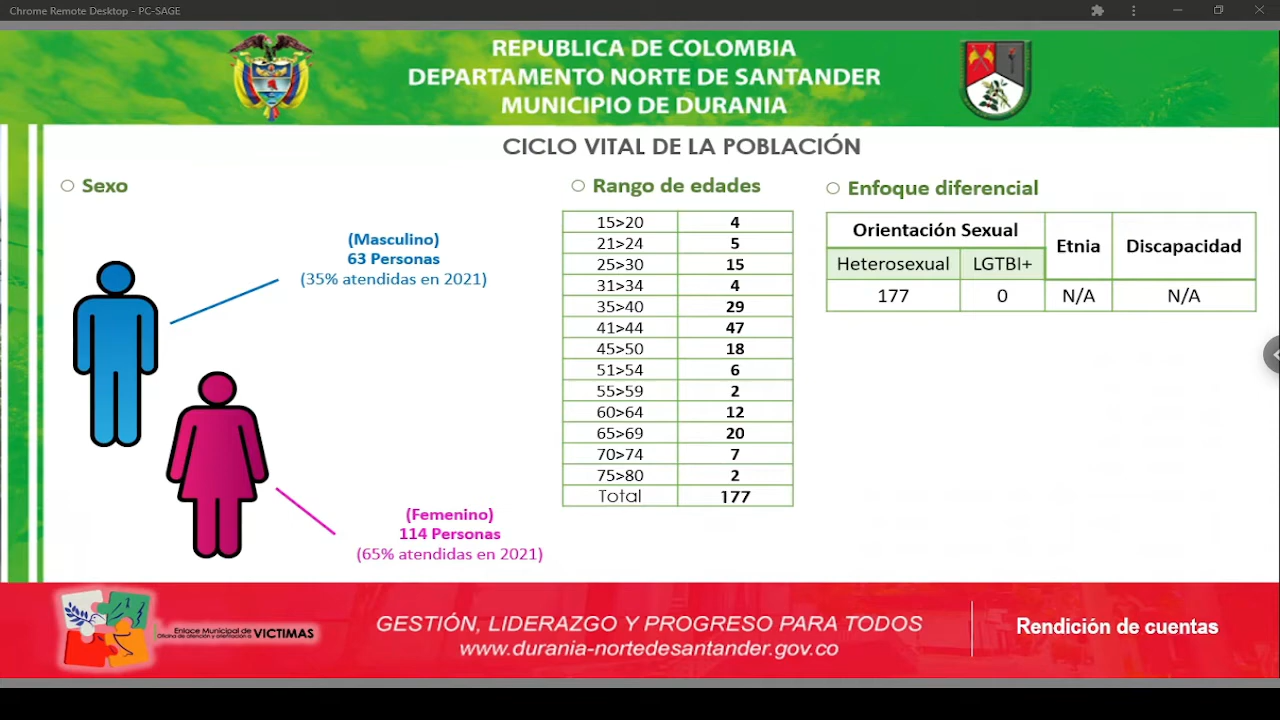 Chrome Remote Desktop - PC-SAGE
REPUBLICA DE COLOMBIA
DEPARTAMENTO NORTE DE SANTANDER
MUNICIPIO DE DURANIA
CICLO VITAL DE LA POBLACIÓN
Sexo
(Masculino)
63 Personas
(35% atendidas en 2021)
(Femenino)
114 Personas
(65% atendidas en 2021)
Rango de edades
15>20 4
21>24 5
25>30 15
31>34 4
35>40 29
41>44 47
45>50 18
51>54 6
55>59 2
60>64 12
65>69 20
70>74 7
75>80 2
Total 177
Enfoque diferencial
Orientación Sexual Etnia Discapacidad
Heterosexual LGTBI+
177 0 N/A N/A
Enlace Municipal de
Oficina de atención y orientación a VICTIMAS
GESTIÓN, LIDERAZGO Y PROGRESO PARA TODOS
www.durania-nortedesantander.gov.co
Rendición de cuentas